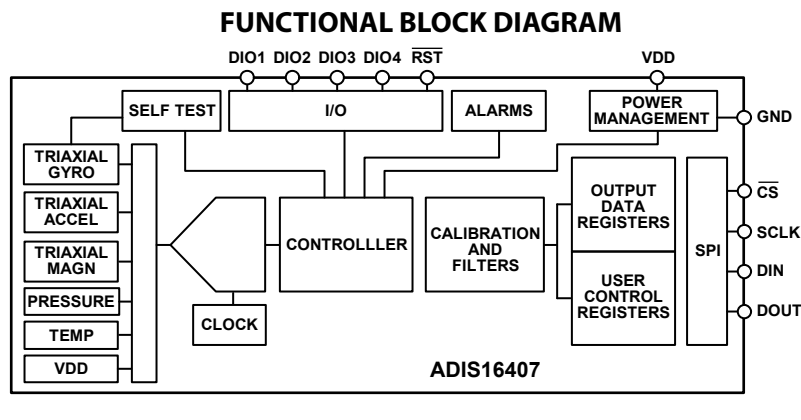 FUNCTIONAL BLOCK DIAGRAM
DIO1 DIO2 DIO3 DIO4 RST VDD
SELF TEST
I/O
ALARMS
POWER
MANAGEMENT
GND
TRIAXIAL
GYRO
TRIAXIAL
ACCEL
TRIAXIAL
MAGN
PRESSURE
TEMP
VDD
CLOCK
CONTROLLLER
CALIBRATION
AND
FILTERS
OUTPUT
DATA
REGISTERS
USER
CONTROL
REGISTERS
SPI
CS
SCLK
DIN
DOUT
ADIS16407